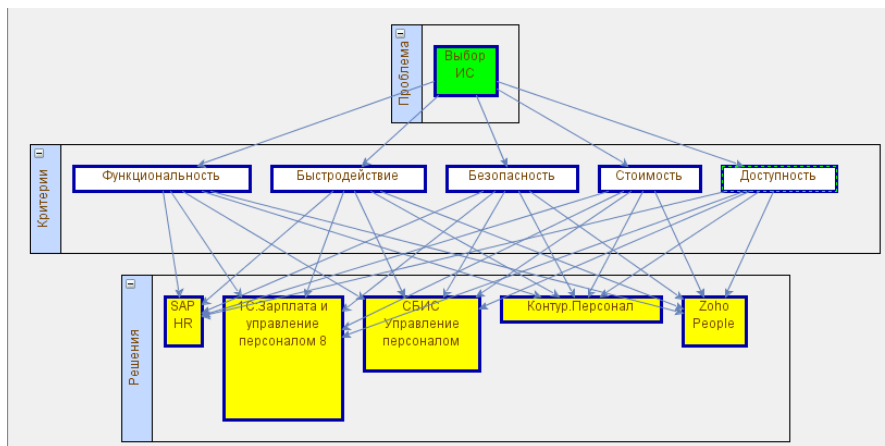 Проблема
Выбор
ИС
Критерии
Функциональность
Быстродействие
Безопасность
Стоимость
Доступность
Решения
SAP
HR
1С.Зарплата и
управление
персоналом 8
СБИС
Управление
персоналом
Контур.Персонал
Zoho
People